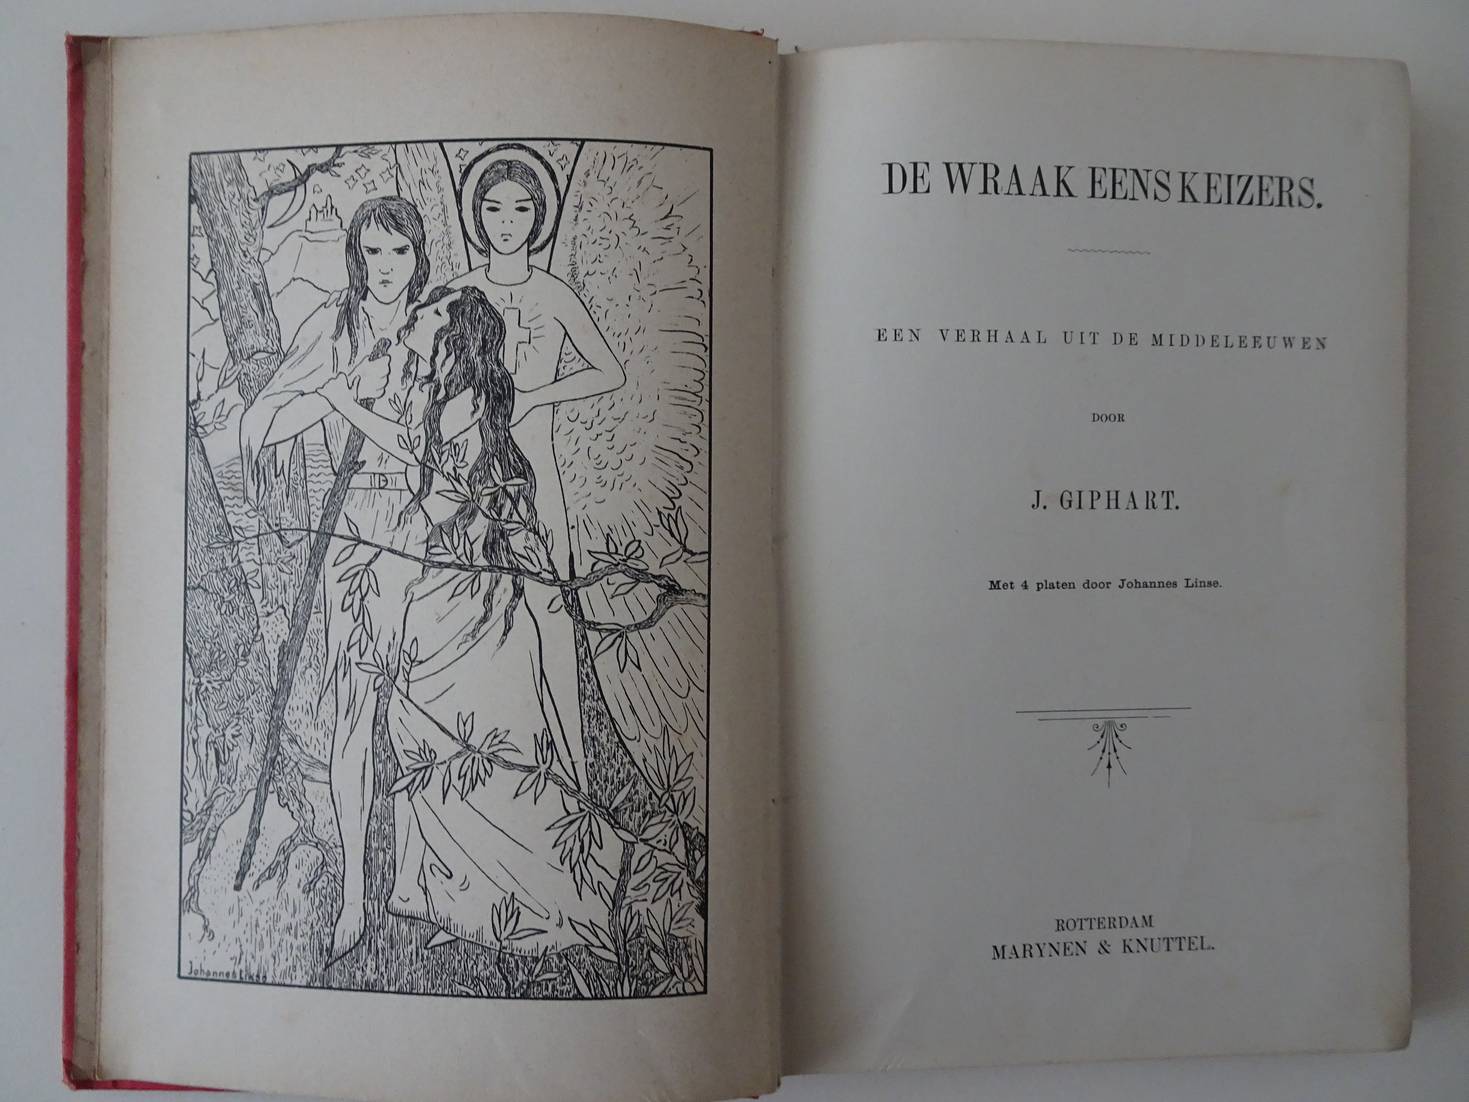 Johannes Linse
DE WRAAK EENS KEIZERS.
EEN VERHAAL UIT DE MIDDELEEUWEN
DOOR
J. GIPHART.
Met 4 platen door Johannes Linse.
ROTTERDAM
MARYNEN & KNUTTEL.